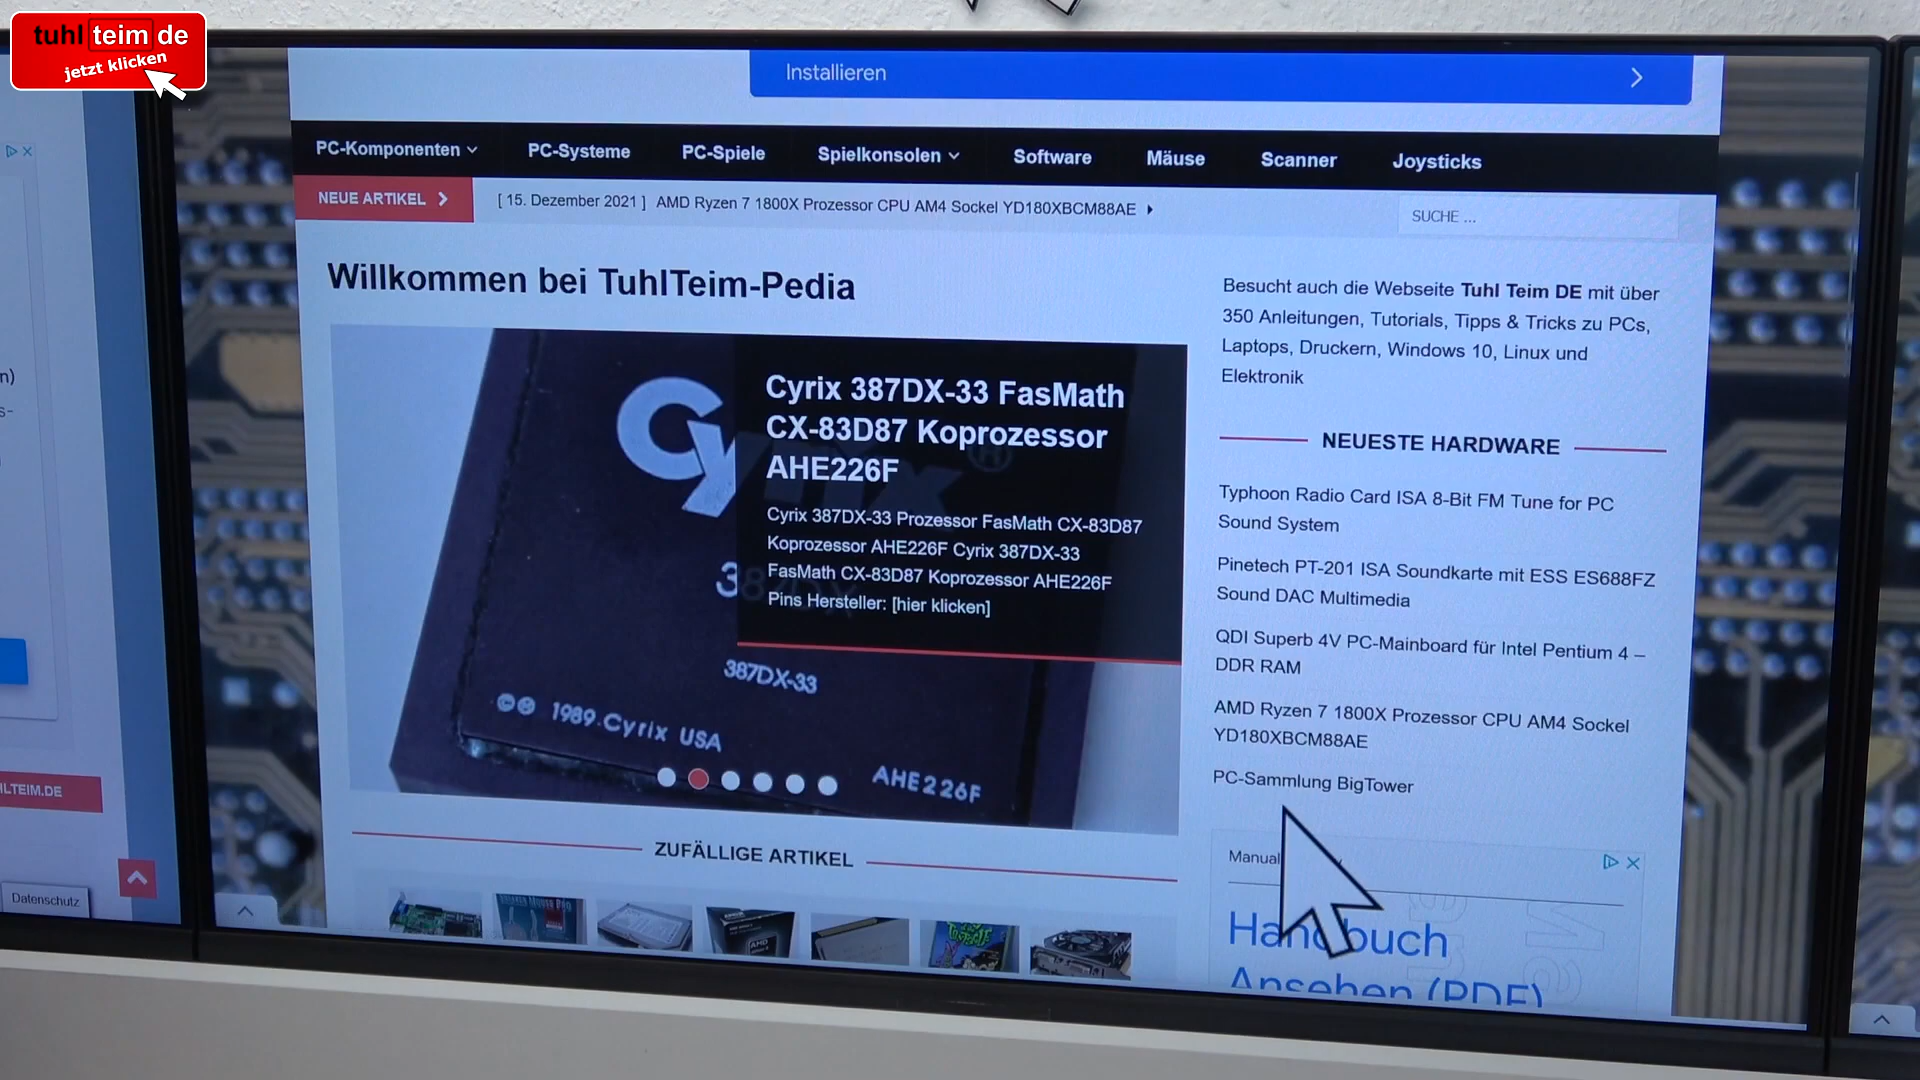 tuhl teim de
jetzt klicken
Installieren
PC-Komponenten PC-Systeme PC-Spiele Spielkonsolen Software Mäuse Scanner Joysticks
NEUE ARTIKEL [ 15. Dezember 2021 ] AMD Ryzen 7 1800X Prozessor CPU AM4 Sockel YD180XBCM88AE
SUCHE ...
Willkommen bei TuhlTeim-Pedia
Cyrix 387DX-33 FasMath
CX-83D87 Koprozessor
AHE226F
Cyrix 387DX-33 Prozessor FasMath CX-83D87
Koprozessor AHE226F Cyrix 387DX-33
FasMath CX-83D87 Koprozessor AHE226F
Pins Hersteller: [hier klicken]
Cyrix
387DX
387DX-33
1989 Cyrix USA
AHE226F
ZUFÄLLIGE ARTIKEL
Besucht auch die Webseite Tuhl Teim DE mit über
350 Anleitungen, Tutorials, Tipps & Tricks zu PCs,
Laptops, Druckern, Windows 10, Linux und
Elektronik
NEUESTE HARDWARE
Typhoon Radio Card ISA 8-Bit FM Tune for PC
Sound System
Pinetech PT-201 ISA Soundkarte mit ESS ES688FZ
Sound DAC Multimedia
QDI Superb 4V PC-Mainboard für Intel Pentium 4 –
DDR RAM
AMD Ryzen 7 1800X Prozessor CPU AM4 Sockel
YD180XBCM88AE
PC-Sammlung BigTower
Handbuch
Ansehen (PDF)
LTEIM.DE
Datenschutz